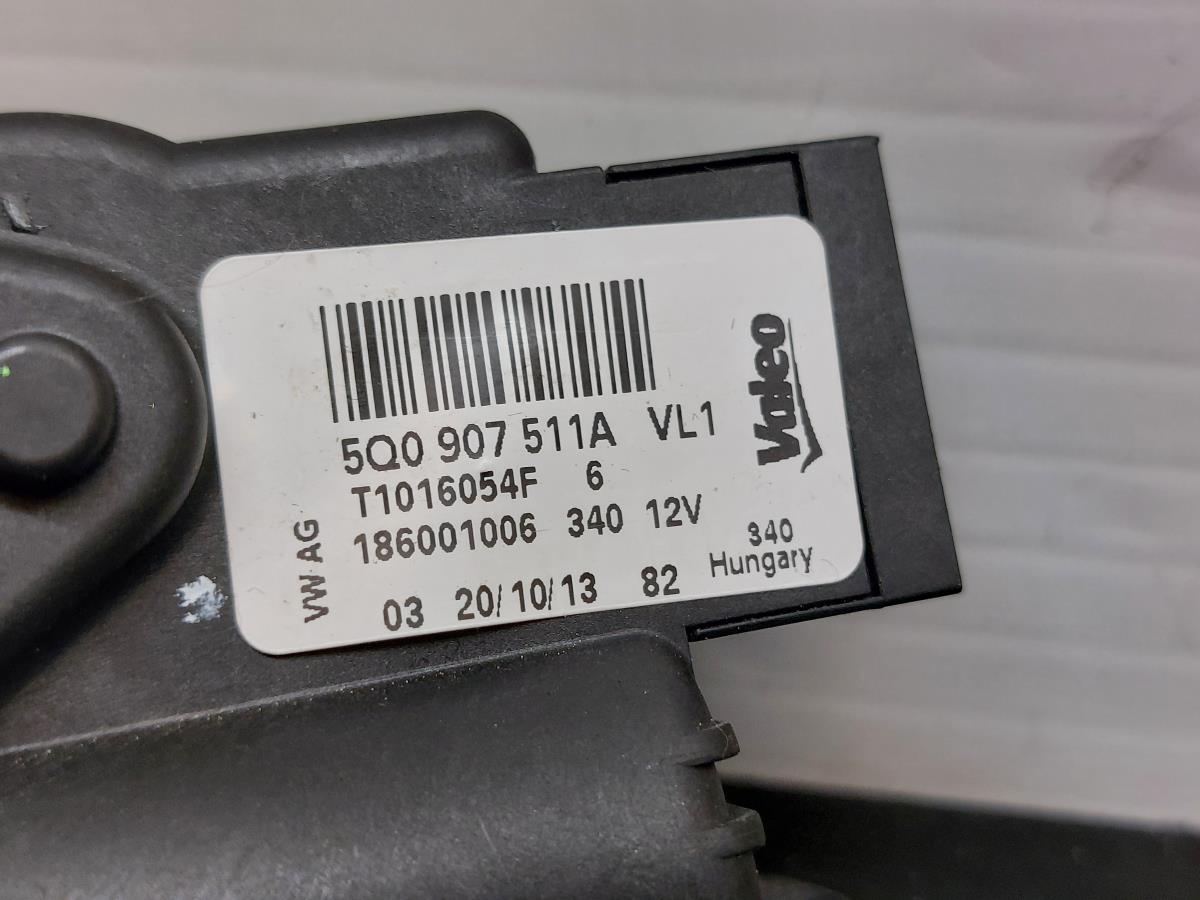 5Q0 907 511A VL1
T1016054F 6
186001006 340 12V
03 20/10/13 82
VW AG
Valeo
340
Hungary